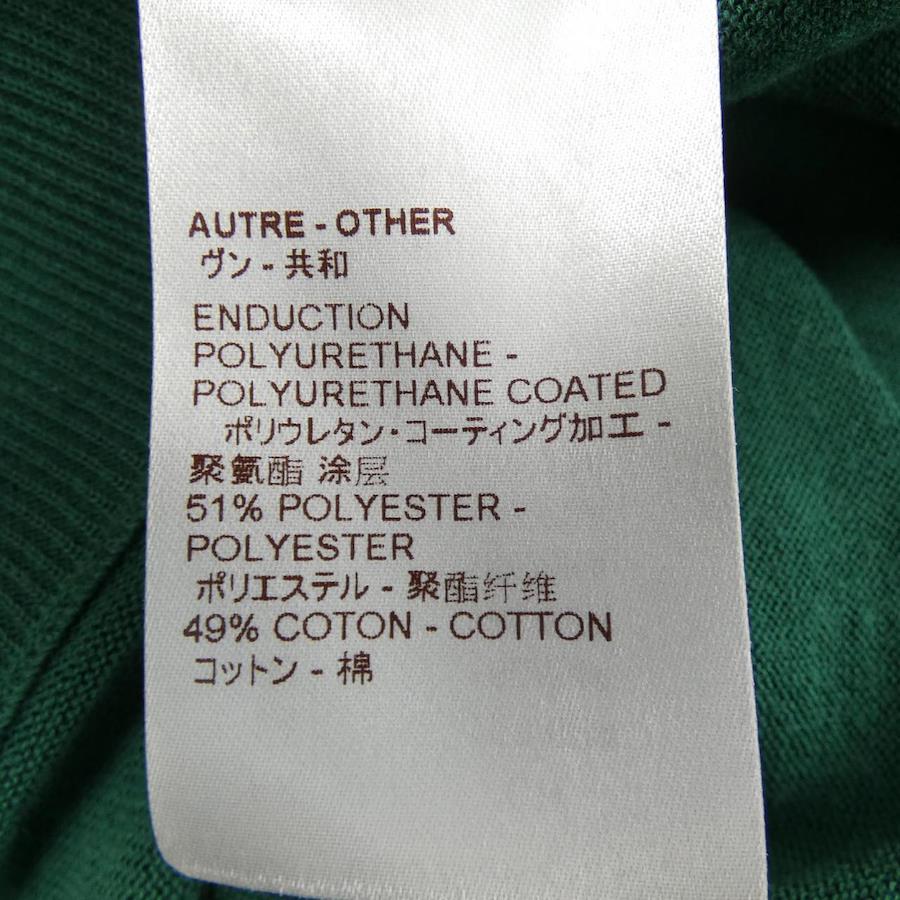 AUTRE - OTHER
ヴン - 共和
ENDUCTION
POLYURETHANE -
POLYURETHANE COATED
ポリウレタン・コーティング加工 -
聚氨酯 涂层
51% POLYESTER -
POLYESTER
ポリエステル - 聚酯纤维
49% COTON - COTTON
コットン - 棉